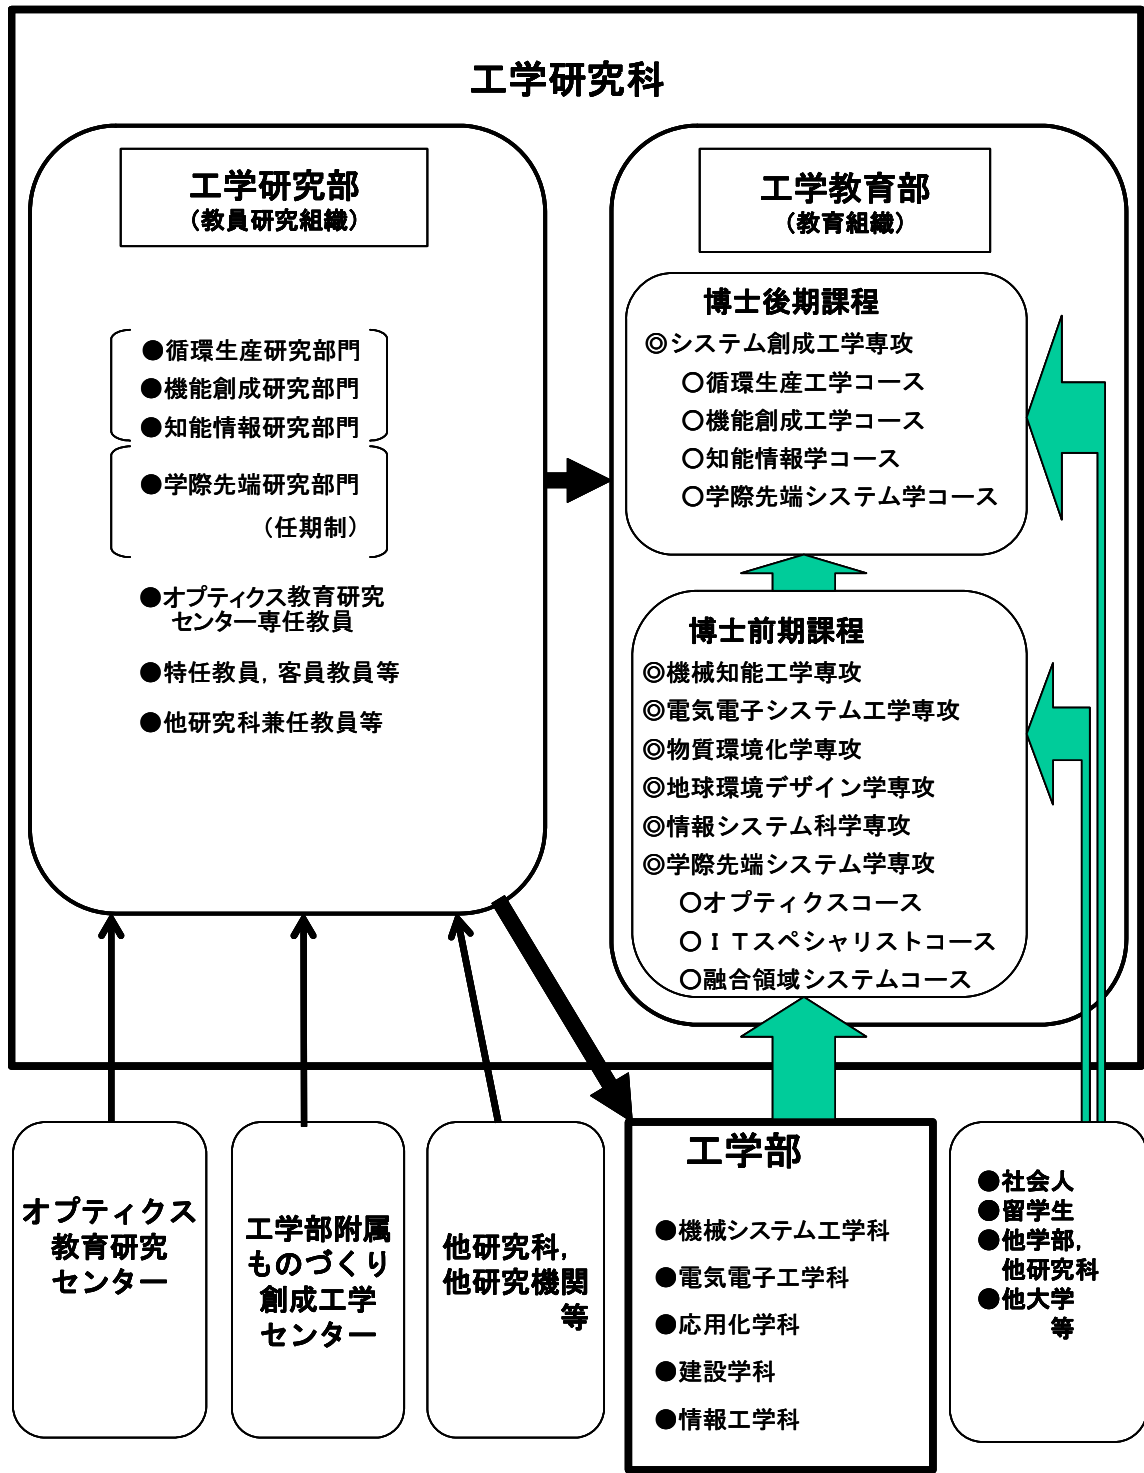 工学研究科
工学研究部
（教員研究組織）
●循環生産研究部門
●機能創成研究部門
●知能情報研究部門
●学際先端研究部門
（任期制）
●オプティクス教育研究
センター専任教員
●特任教員，客員教員等
●他研究科兼任教員等
工学教育部
（教育組織）
博士後期課程
◎システム創成工学専攻
○循環生産工学コース
○機能創成工学コース
○知能情報学コース
○学際先端システム学コース
博士前期課程
◎機械知能工学専攻
◎電気電子システム工学専攻
◎物質環境化学専攻
◎地球環境デザイン学専攻
◎情報システム科学専攻
◎学際先端システム学専攻
○オプティクスコース
○ＩＴスペシャリストコース
○融合領域システムコース
オプティクス
教育研究
センター
工学部附属
ものづくり
創成工学
センター
他研究科，
他研究機関
等
工学部
●機械システム工学科
●電気電子工学科
●応用化学科
●建設学科
●情報工学科
●社会人
●留学生
●他学部，
他研究科
●他大学
等